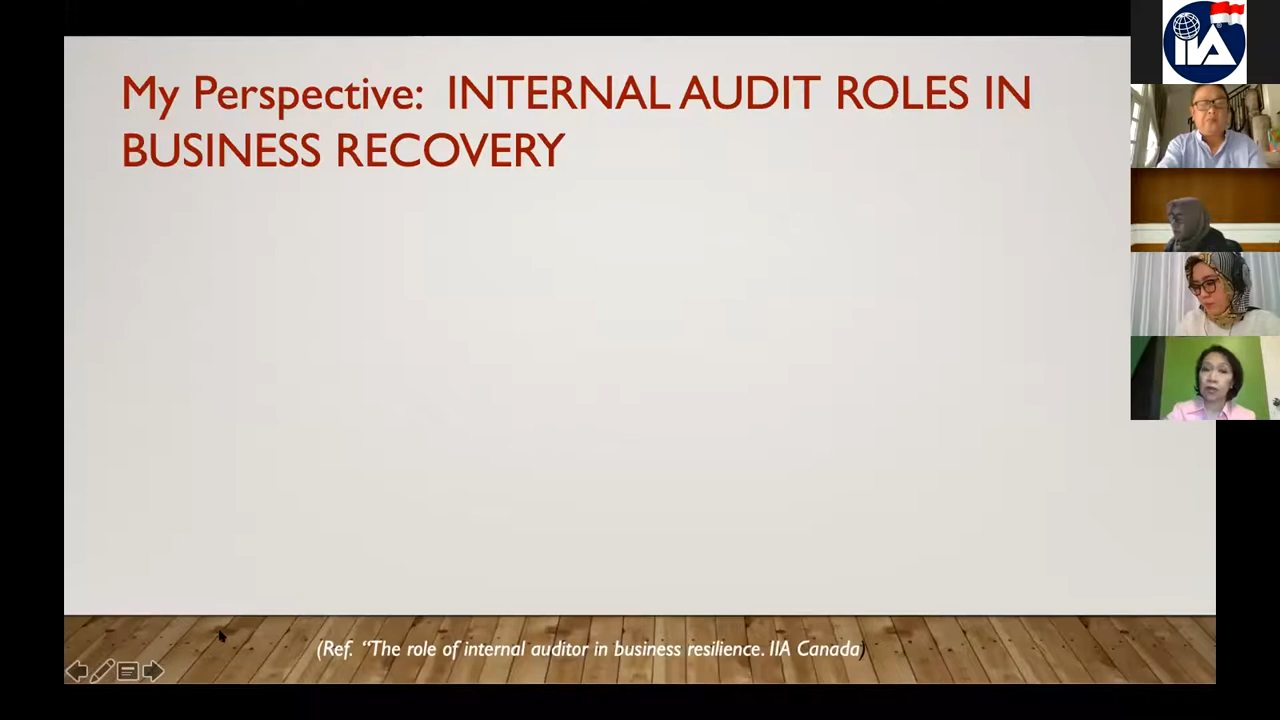 My Perspective: INTERNAL AUDIT ROLES IN
BUSINESS RECOVERY
(Ref. “The role of internal auditor in business resilience. IIA Canada)
IIA